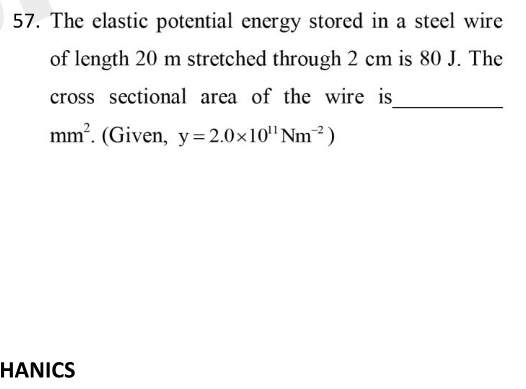 57. The elastic potential energy stored in a steel wire
of length 20 m stretched through 2 cm is 80 J. The
cross sectional area of the wire is__________
mm². (Given, y = 2.0×10¹¹ Nm⁻²)
HANICS